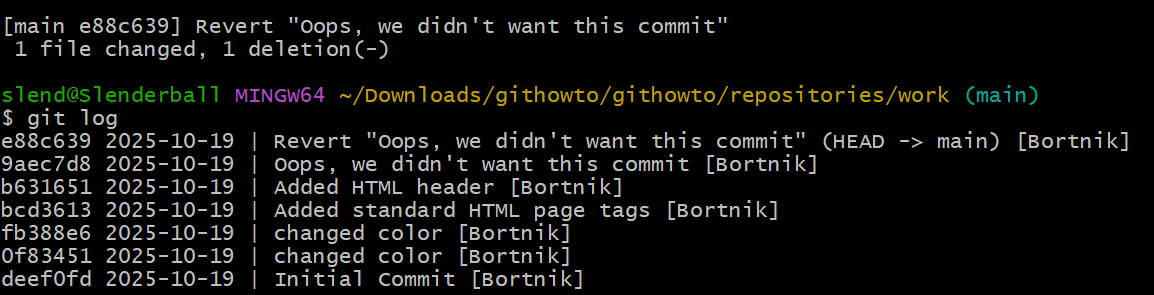 [main e88c639] Revert "Oops, we didn't want this commit"
 1 file changed, 1 deletion(-)
slend@Slenderball MINGW64 ~/Downloads/githowto/githowto/repositories/work (main)
$ git log
e88c639 2025-10-19 | Revert "Oops, we didn't want this commit" (HEAD -> main) [Bortnik]
9aec7d8 2025-10-19 | Oops, we didn't want this commit [Bortnik]
b631651 2025-10-19 | Added HTML header [Bortnik]
bcd3613 2025-10-19 | Added standard HTML page tags [Bortnik]
fb388e6 2025-10-19 | changed color [Bortnik]
0f83451 2025-10-19 | changed color [Bortnik]
deef0fd 2025-10-19 | Initial Commit [Bortnik]